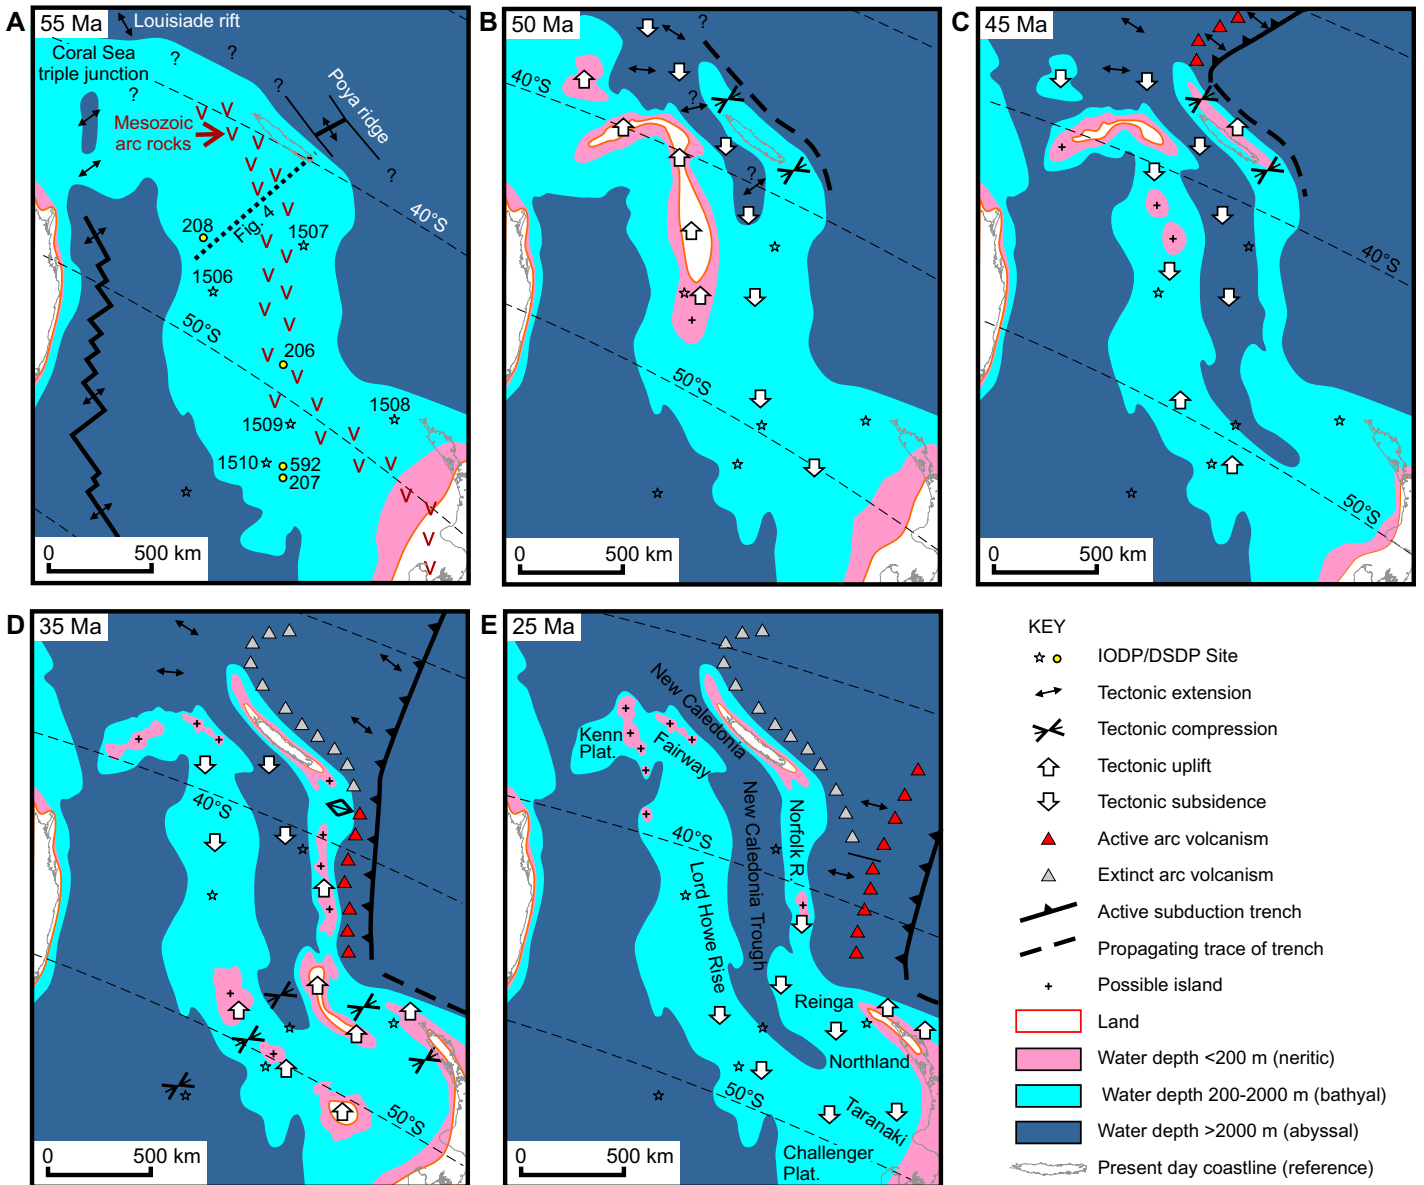 A
55 Ma
Louisiade rift
Coral Sea
triple junction
?
?
?
?
?
Poya ridge
Mesozoic
arc rocks
V V V V V V V V V V V V V V V V V V V V V V V V V V V
40°S
Fig. 4
208
1507
1506
50°S
206
1508
1509
1510
592
207
0 500 km
B
50 Ma
?
?
?
40°S
50°S
0 500 km
C
45 Ma
40°S
50°S
0 500 km
D
35 Ma
40°S
50°S
0 500 km
E
25 Ma
New Caledonia
Kenn
Plat.
Fairway
New Caledonia Trough
Norfolk R.
40°S
Lord Howe Rise
Reinga
Northland
50°S
Taranaki
Challenger
Plat.
0 500 km
KEY
IODP/DSDP Site
Tectonic extension
Tectonic compression
Tectonic uplift
Tectonic subsidence
Active arc volcanism
Extinct arc volcanism
Active subduction trench
Propagating trace of trench
Possible island
Land
Water depth <200 m (neritic)
Water depth 200-2000 m (bathyal)
Water depth >2000 m (abyssal)
Present day coastline (reference)